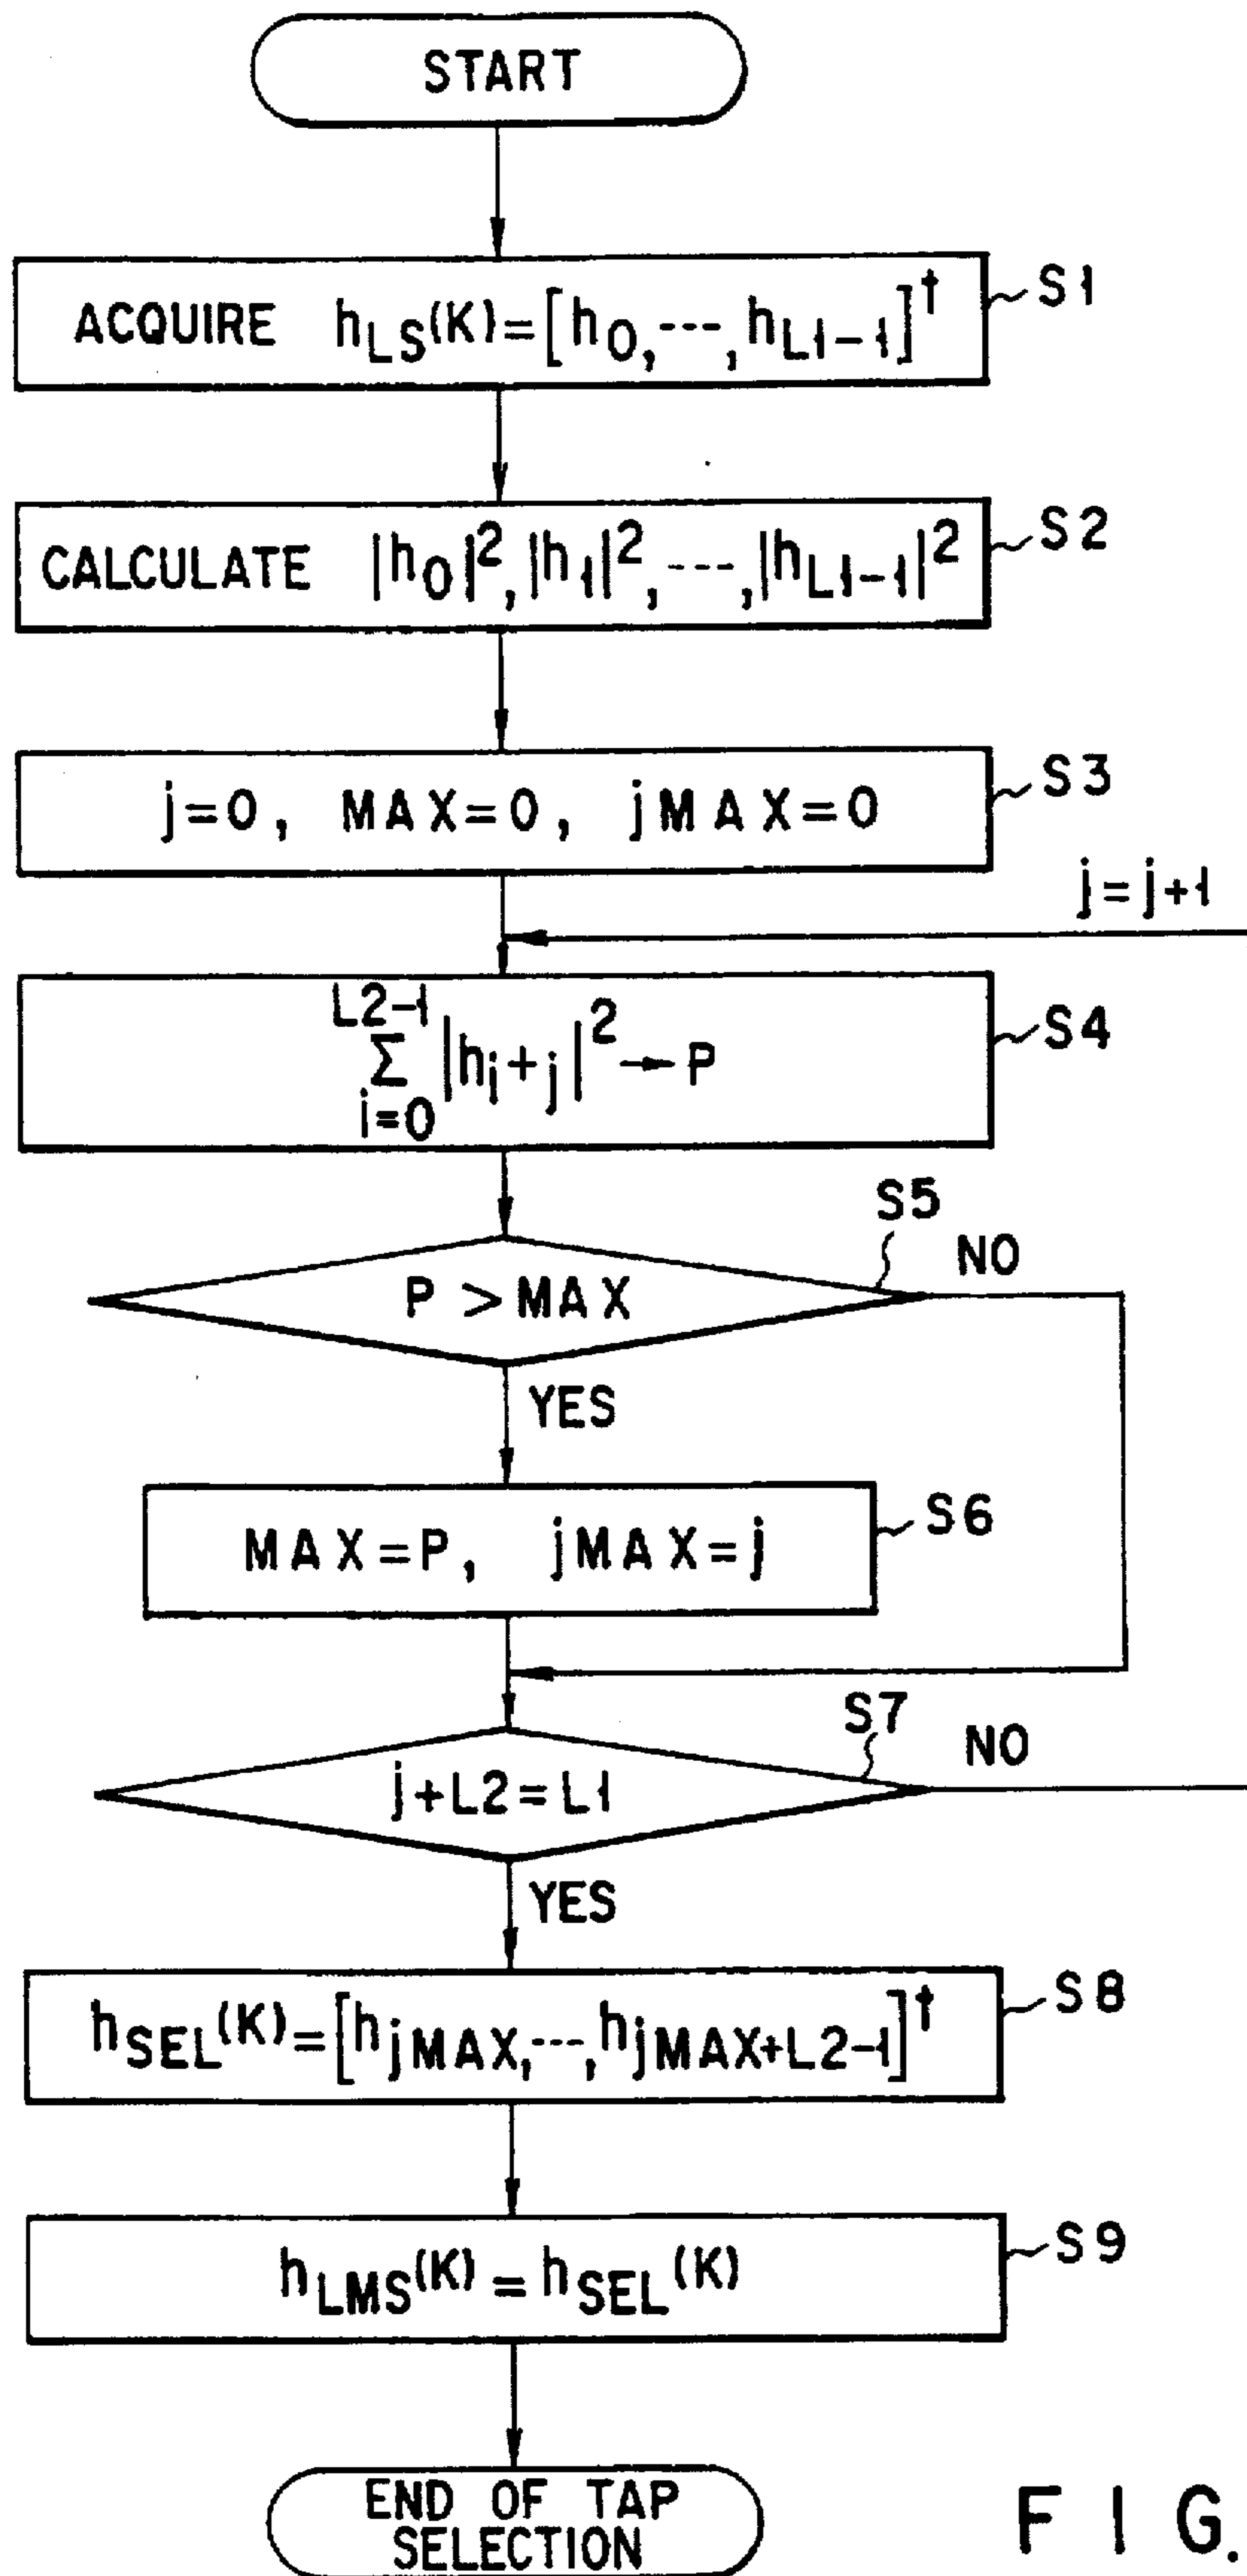 START
ACQUIRE h_LS(K)=[h_0,---,h_L1-1]^t
S1
CALCULATE |h_0|^2,|h_1|^2,---,|h_L1-1|^2
S2
j=0, MAX=0, jMAX=0
S3
j=j+1
L2-1
Σ|h_i+j|^2→P
i=0
S4
S5
NO
P>MAX
YES
MAX=P, jMAX=j
S6
S7
NO
j+L2=L1
YES
h_SEL(K)=[h_jMAX,---,h_jMAX+L2-1]^t
S8
h_LMS(K)=h_SEL(K)
S9
END OF TAP
SELECTION
FIG.